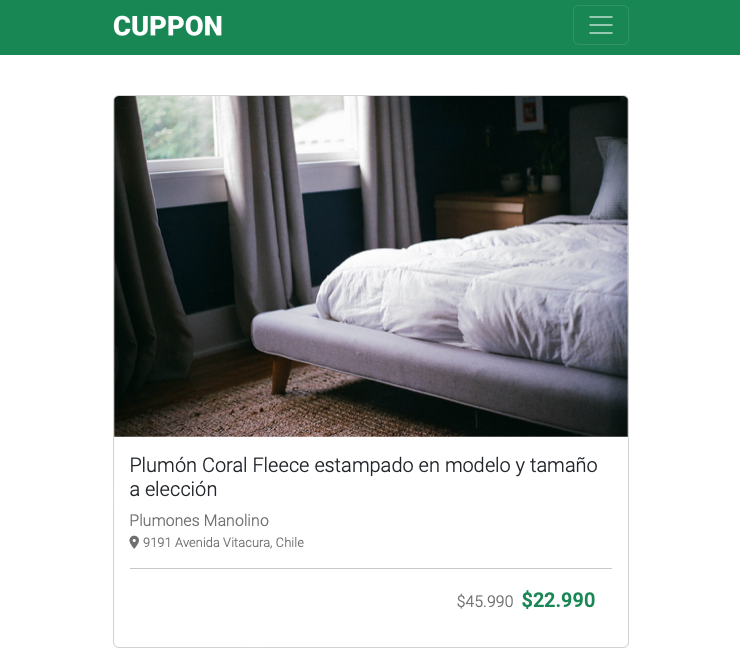 CUPPON
Plumón Coral Fleece estampado en modelo y tamaño
a elección
Plumones Manolino
9191 Avenida Vitacura, Chile
$45.990 $22.990